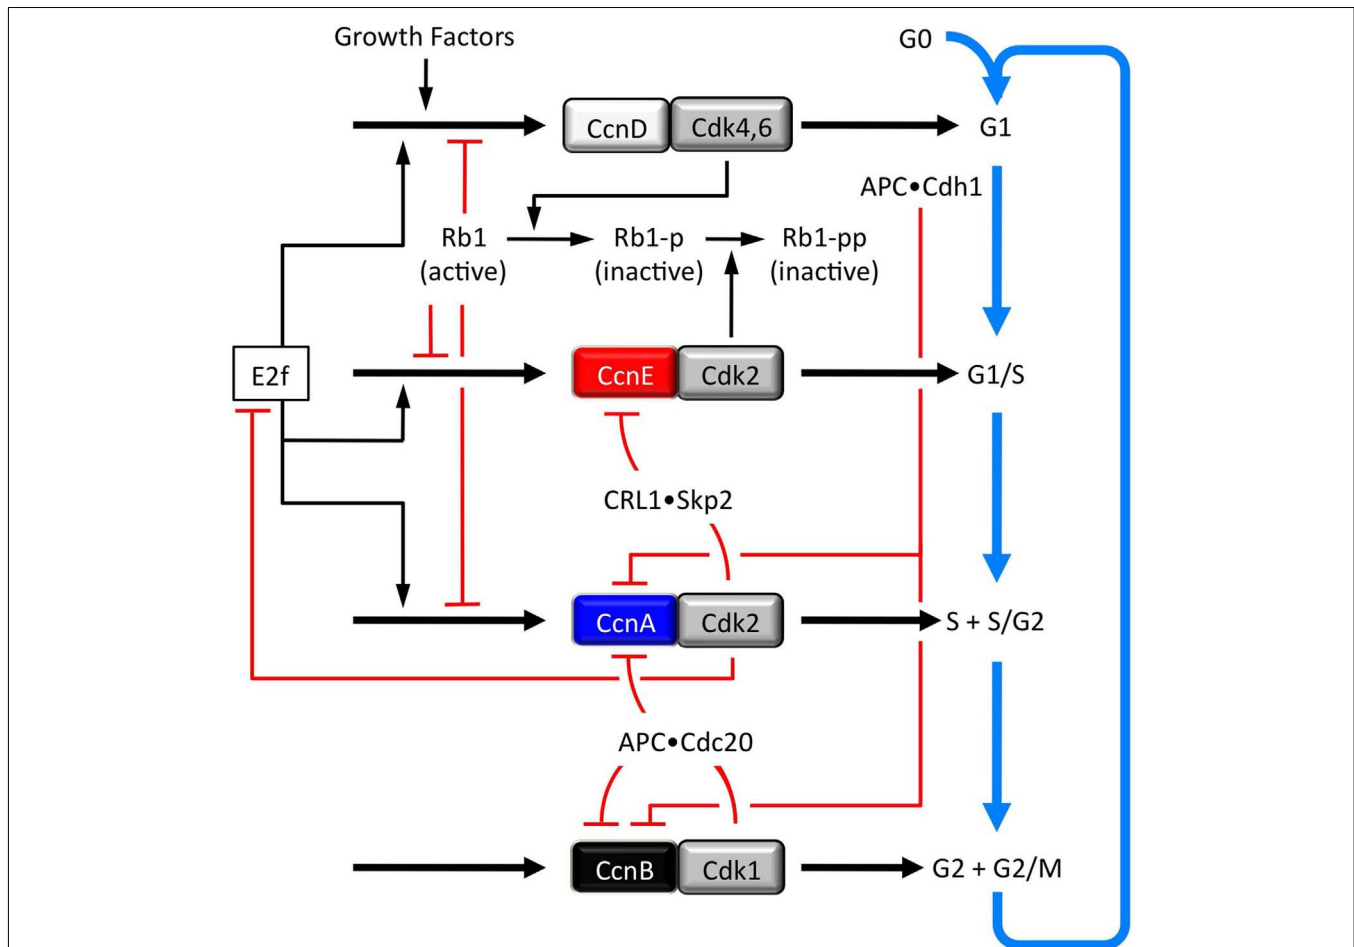 Growth Factors
G0
CcnD
Cdk4,6
G1
APC•Cdh1
Rb1
(active)
Rb1-p
(inactive)
Rb1-pp
(inactive)
E2f
CcnE
Cdk2
G1/S
CRL1•Skp2
CcnA
Cdk2
S + S/G2
APC•Cdc20
CcnB
Cdk1
G2 + G2/M